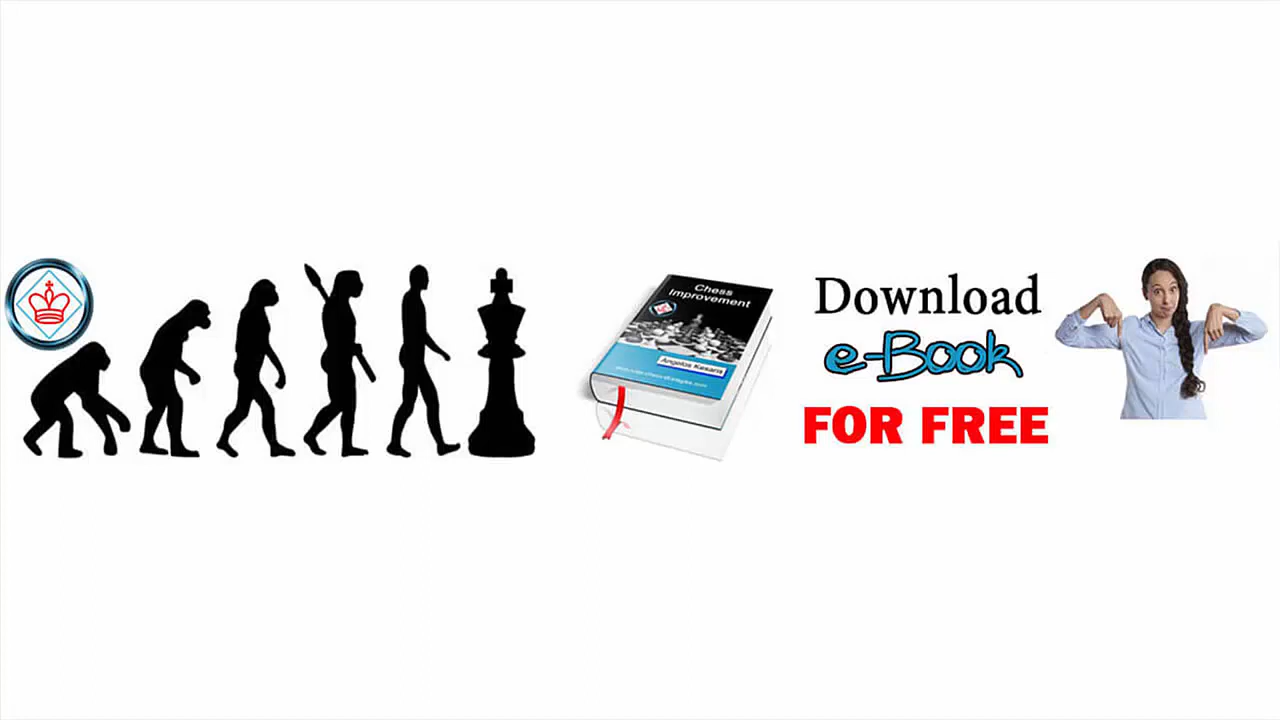 Chess
Improvement
Angelos Kesaris
Download
e-Book
FOR FREE